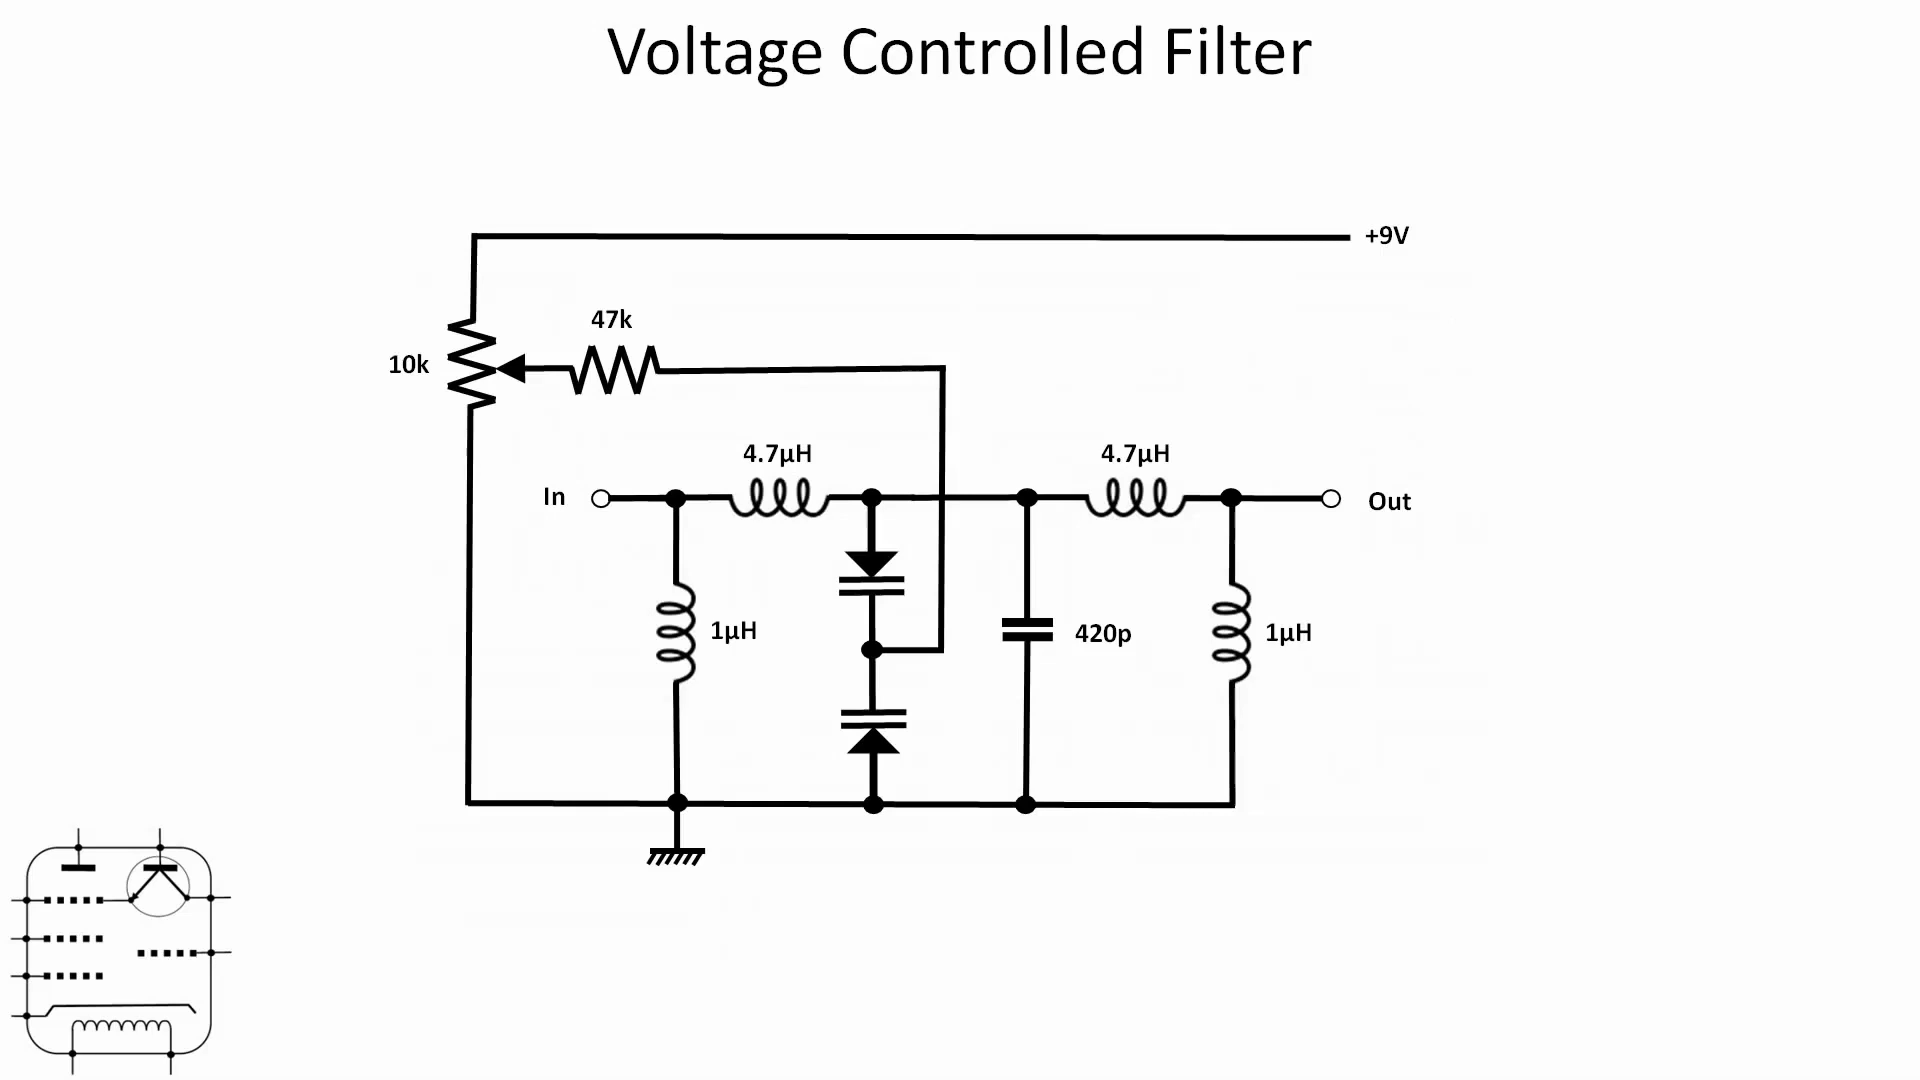 Voltage Controlled Filter
+9V
47k
10k
4.7µH
4.7µH
In
Out
1µH
420p
1µH